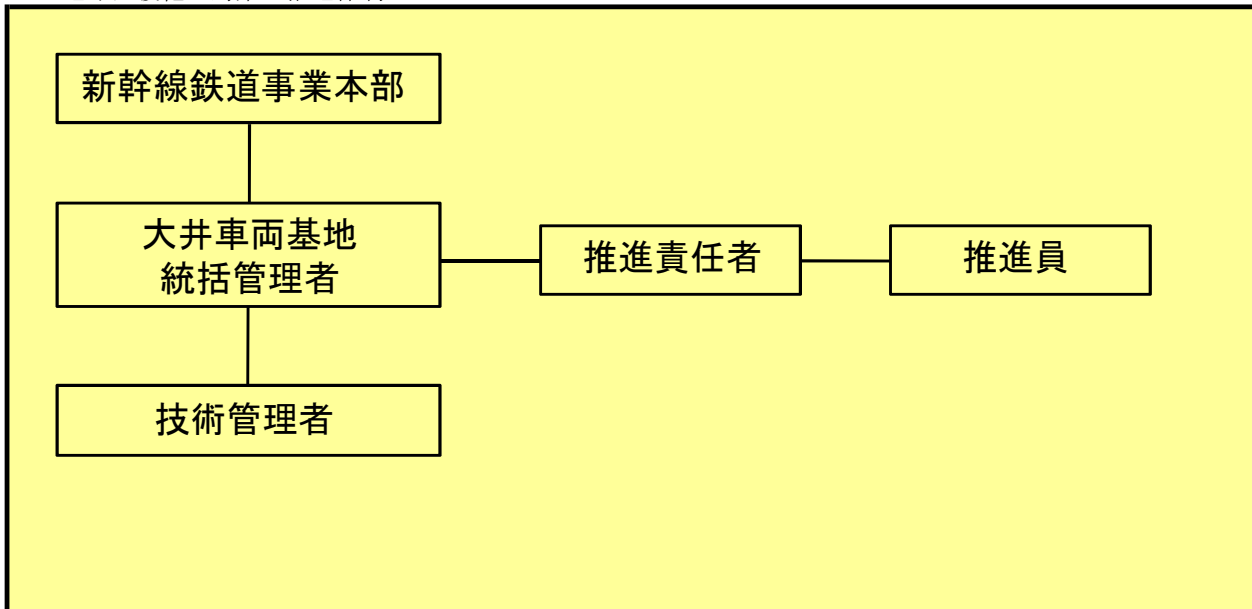 新幹線鉄道事業本部
大井車両基地
統括管理者
推進責任者
推進員
技術管理者